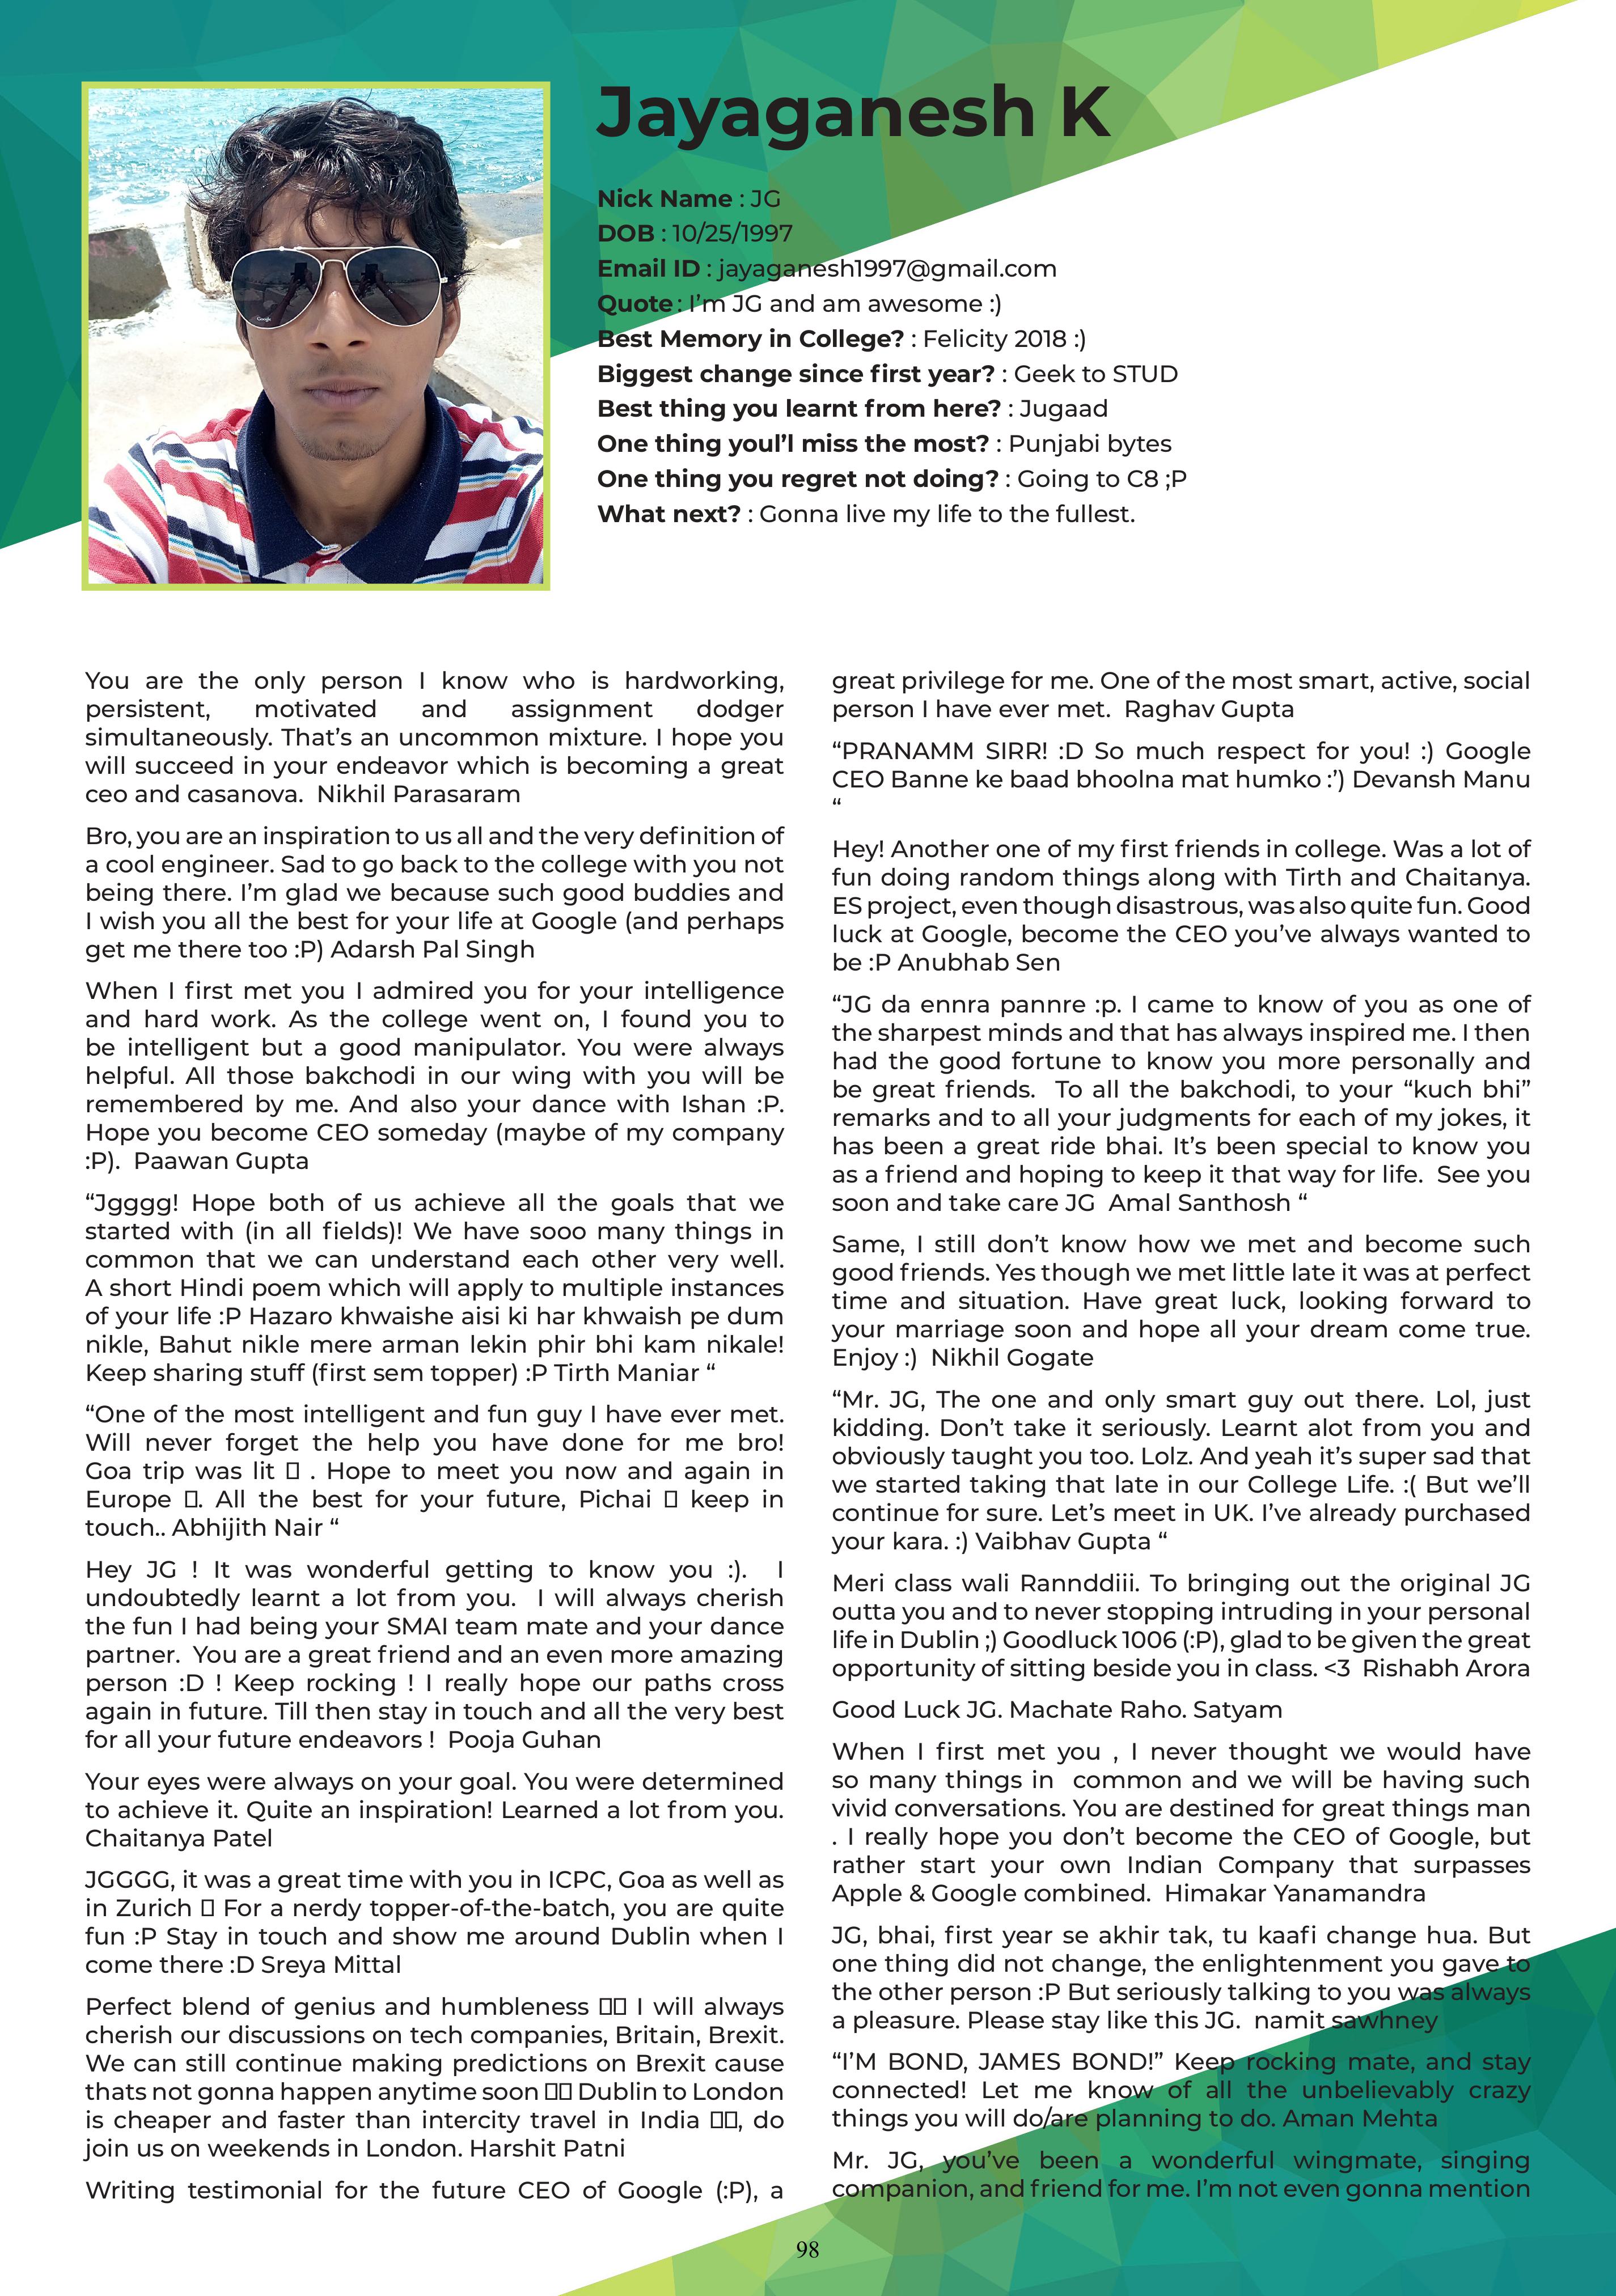 Jayaganesh K
Nick Name : JG
DOB : 10/25/1997
Email ID : jayaganesh1997@gmail.com
Quote : I’m JG and am awesome :)
Best Memory in College? : Felicity 2018 :)
Biggest change since first year? : Geek to STUD
Best thing you learnt from here? : Jugaad
One thing youl’l miss the most? : Punjabi bytes
One thing you regret not doing? : Going to C8 ;P
What next? : Gonna live my life to the fullest.
Google
You are the only person I know who is hardworking,
persistent, motivated and assignment dodger
simultaneously. That’s an uncommon mixture. I hope you
will succeed in your endeavor which is becoming a great
ceo and casanova.  Nikhil Parasaram
Bro, you are an inspiration to us all and the very definition of
a cool engineer. Sad to go back to the college with you not
being there. I’m glad we because such good buddies and
I wish you all the best for your life at Google (and perhaps
get me there too :P) Adarsh Pal Singh
When I first met you I admired you for your intelligence
and hard work. As the college went on, I found you to
be intelligent but a good manipulator. You were always
helpful. All those bakchodi in our wing with you will be
remembered by me. And also your dance with Ishan :P.
Hope you become CEO someday (maybe of my company
:P).  Paawan Gupta
“Jgggg! Hope both of us achieve all the goals that we
started with (in all fields)! We have sooo many things in
common that we can understand each other very well.
A short Hindi poem which will apply to multiple instances
of your life :P Hazaro khwaishe aisi ki har khwaish pe dum
nikle, Bahut nikle mere arman lekin phir bhi kam nikale!
Keep sharing stuff (first sem topper) :P Tirth Maniar “
“One of the most intelligent and fun guy I have ever met.
Will never forget the help you have done for me bro!
Goa trip was lit □ . Hope to meet you now and again in
Europe □. All the best for your future, Pichai □ keep in
touch.. Abhijith Nair “
Hey JG ! It was wonderful getting to know you :).  I
undoubtedly learnt a lot from you.  I will always cherish
the fun I had being your SMAI team mate and your dance
partner.  You are a great friend and an even more amazing
person :D ! Keep rocking ! I really hope our paths cross
again in future. Till then stay in touch and all the very best
for all your future endeavors !  Pooja Guhan
Your eyes were always on your goal. You were determined
to achieve it. Quite an inspiration! Learned a lot from you.
Chaitanya Patel
JGGGG, it was a great time with you in ICPC, Goa as well as
in Zurich □ For a nerdy topper-of-the-batch, you are quite
fun :P Stay in touch and show me around Dublin when I
come there :D Sreya Mittal
Perfect blend of genius and humbleness □□ I will always
cherish our discussions on tech companies, Britain, Brexit.
We can still continue making predictions on Brexit cause
thats not gonna happen anytime soon □□ Dublin to London
is cheaper and faster than intercity travel in India □□, do
join us on weekends in London. Harshit Patni
Writing testimonial for the future CEO of Google (:P), a
great privilege for me. One of the most smart, active, social
person I have ever met.  Raghav Gupta
“PRANAMM SIRR! :D So much respect for you! :) Google
CEO Banne ke baad bhoolna mat humko :’) Devansh Manu
“
Hey! Another one of my first friends in college. Was a lot of
fun doing random things along with Tirth and Chaitanya.
ES project, even though disastrous, was also quite fun. Good
luck at Google, become the CEO you’ve always wanted to
be :P Anubhab Sen
“JG da ennra pannre :p. I came to know of you as one of
the sharpest minds and that has always inspired me. I then
had the good fortune to know you more personally and
be great friends.  To all the bakchodi, to your “kuch bhi”
remarks and to all your judgments for each of my jokes, it
has been a great ride bhai. It’s been special to know you
as a friend and hoping to keep it that way for life.  See you
soon and take care JG  Amal Santhosh “
Same, I still don’t know how we met and become such
good friends. Yes though we met little late it was at perfect
time and situation. Have great luck, looking forward to
your marriage soon and hope all your dream come true.
Enjoy :)  Nikhil Gogate
“Mr. JG, The one and only smart guy out there. Lol, just
kidding. Don’t take it seriously. Learnt alot from you and
obviously taught you too. Lolz. And yeah it’s super sad that
we started taking that late in our College Life. :( But we’ll
continue for sure. Let’s meet in UK. I’ve already purchased
your kara. :) Vaibhav Gupta “
Meri class wali Rannddiii. To bringing out the original JG
outta you and to never stopping intruding in your personal
life in Dublin ;) Goodluck 1006 (:P), glad to be given the great
opportunity of sitting beside you in class. <3  Rishabh Arora
Good Luck JG. Machate Raho. Satyam
When I first met you , I never thought we would have
so many things in  common and we will be having such
vivid conversations. You are destined for great things man
. I really hope you don’t become the CEO of Google, but
rather start your own Indian Company that surpasses
Apple & Google combined.  Himakar Yanamandra
JG, bhai, first year se akhir tak, tu kaafi change hua. But
one thing did not change, the enlightenment you gave to
the other person :P But seriously talking to you was always
a pleasure. Please stay like this JG.  namit sawhney
“I’M BOND, JAMES BOND!” Keep rocking mate, and stay
connected! Let me know of all the unbelievably crazy
things you will do/are planning to do. Aman Mehta
Mr. JG, you’ve been a wonderful wingmate, singing
companion, and friend for me. I’m not even gonna mention
98